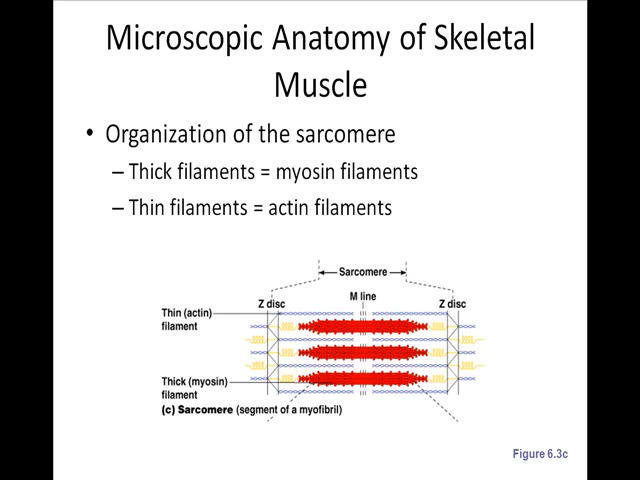 Microscopic Anatomy of Skeletal
Muscle
• Organization of the sarcomere
– Thick filaments = myosin filaments
– Thin filaments = actin filaments
Sarcomere
M line
Z disc
Z disc
Thin (actin)
filament
Thick (myosin)
filament
(c) Sarcomere (segment of a myofibril)
Figure 6.3c